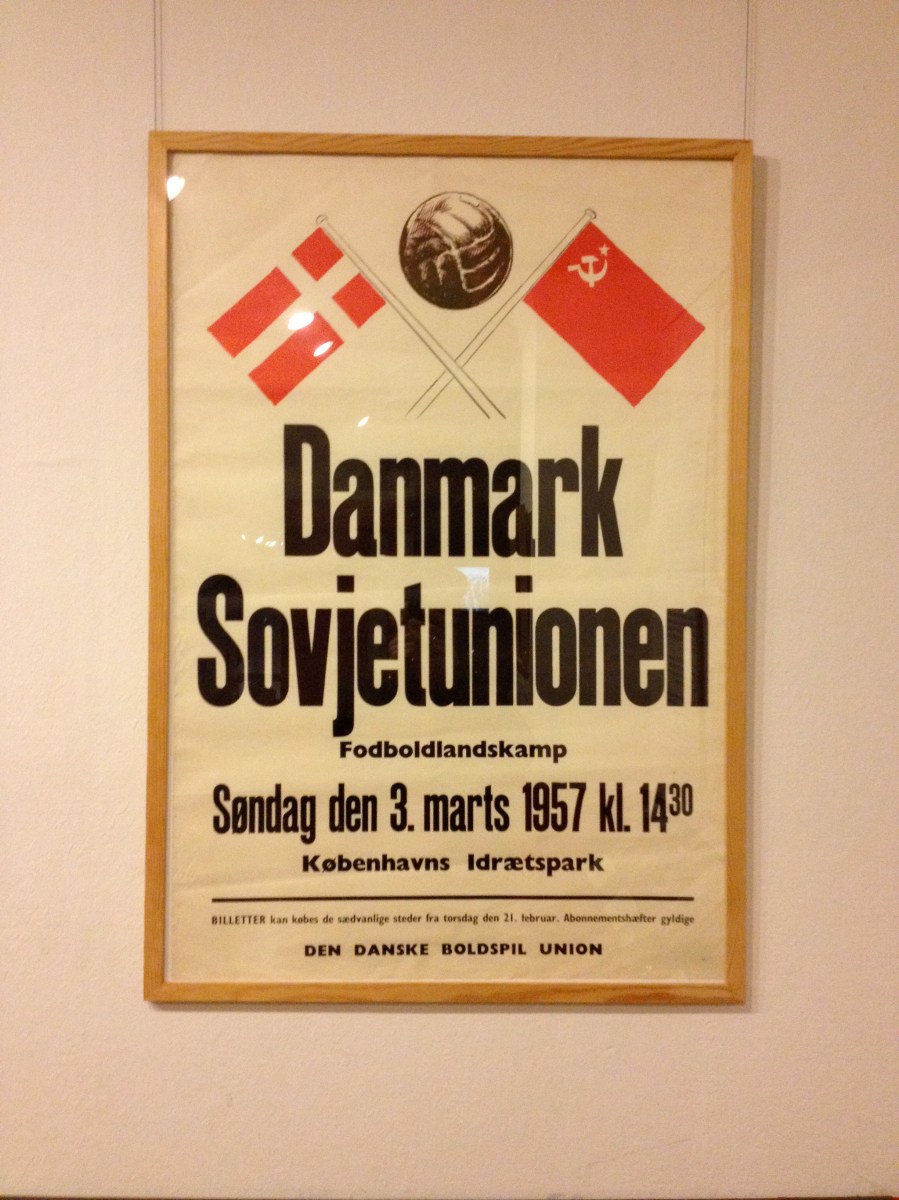 Danmark
Sovjetunionen
Fodboldlandskamp
Søndag den 3. marts 1957 kl. 14³⁰
Københavns Idrætspark
BILLETTER kan købes de sædvanlige steder fra torsdag den 21. februar. Abonnementshæfter gyldige
DEN DANSKE BOLDSPIL UNION